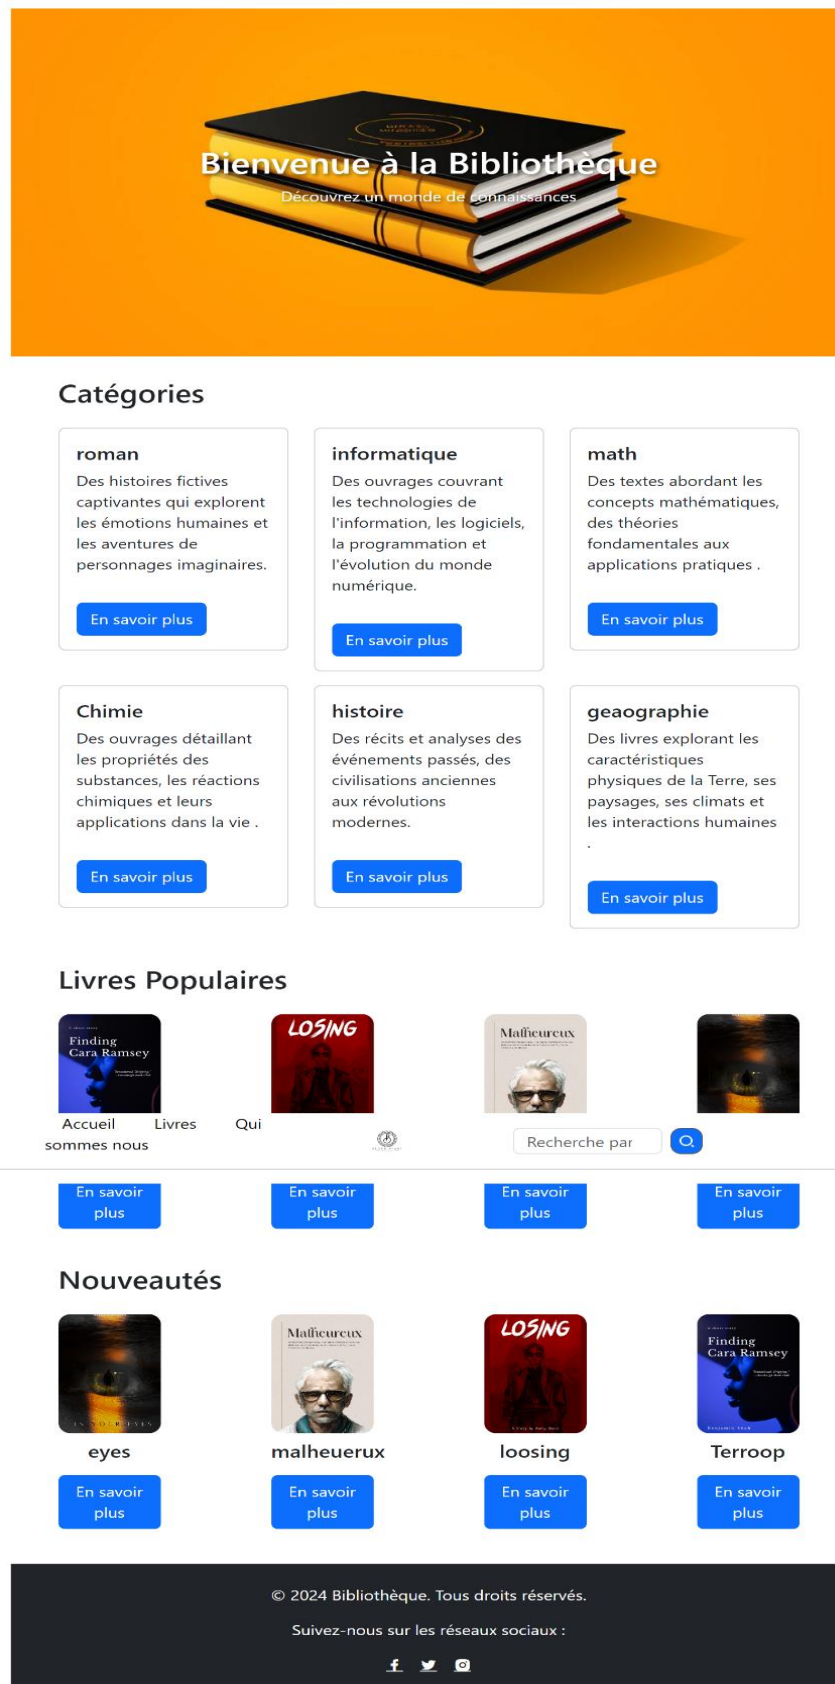 Bienvenue à la Bibliothèque
Découvrez un monde de connaissances
Catégories
roman
Des histoires fictives
captivantes qui explorent
les émotions humaines et
les aventures de
personnages imaginaires.
En savoir plus
informatique
Des ouvrages couvrant
les technologies de
l'information, les logiciels,
la programmation et
l'évolution du monde
numérique.
En savoir plus
math
Des textes abordant les
concepts mathématiques,
des théories
fondamentales aux
applications pratiques .
En savoir plus
Chimie
Des ouvrages détaillant
les propriétés des
substances, les réactions
chimiques et leurs
applications dans la vie .
En savoir plus
histoire
Des récits et analyses des
événements passés, des
civilisations anciennes
aux révolutions
modernes.
En savoir plus
geaographie
Des livres explorant les
caractéristiques
physiques de la Terre, ses
paysages, ses climats et
les interactions humaines
.
En savoir plus
Livres Populaires
Finding
Cara Ramsey
LOSING
Malheureux
Accueil Livres Qui
sommes nous
Recherche par
En savoir
plus
En savoir
plus
En savoir
plus
En savoir
plus
Nouveautés
IN YOUR EYES
eyes
En savoir
plus
Malheureux
malheuerux
En savoir
plus
LOSING
loosing
En savoir
plus
Finding
Cara Ramsey
Terroop
En savoir
plus
© 2024 Bibliothèque. Tous droits réservés.
Suivez-nous sur les réseaux sociaux :